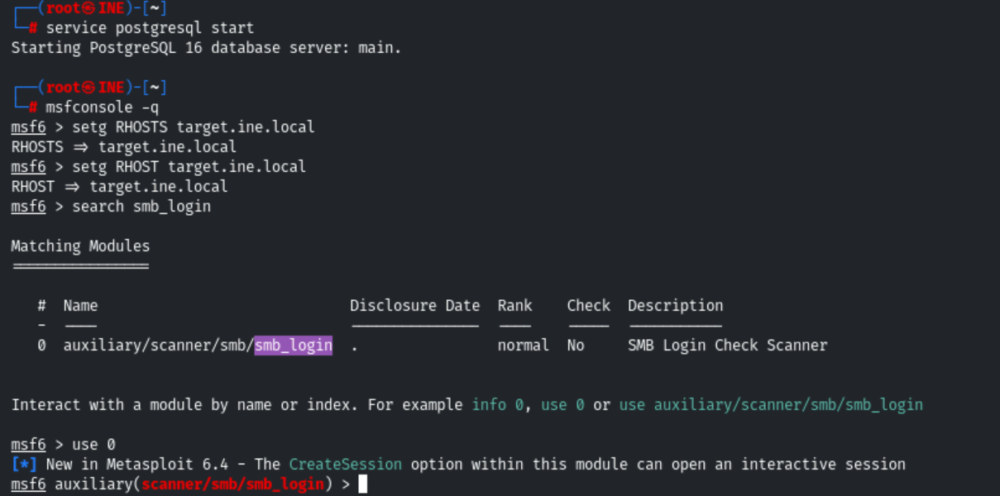 ┌──(root㉿INE)-[~]
└─# service postgresql start
Starting PostgreSQL 16 database server: main.
┌──(root㉿INE)-[~]
└─# msfconsole -q
msf6 > setg RHOSTS target.ine.local
RHOSTS => target.ine.local
msf6 > setg RHOST target.ine.local
RHOST => target.ine.local
msf6 > search smb_login
Matching Modules
================
# Name Disclosure Date Rank Check Description
- ---- --------------- ---- ----- -----------
0 auxiliary/scanner/smb/smb_login . normal No SMB Login Check Scanner
Interact with a module by name or index. For example info 0, use 0 or use auxiliary/scanner/smb/smb_login
msf6 > use 0
[*] New in Metasploit 6.4 - The CreateSession option within this module can open an interactive session
msf6 auxiliary(scanner/smb/smb_login) >